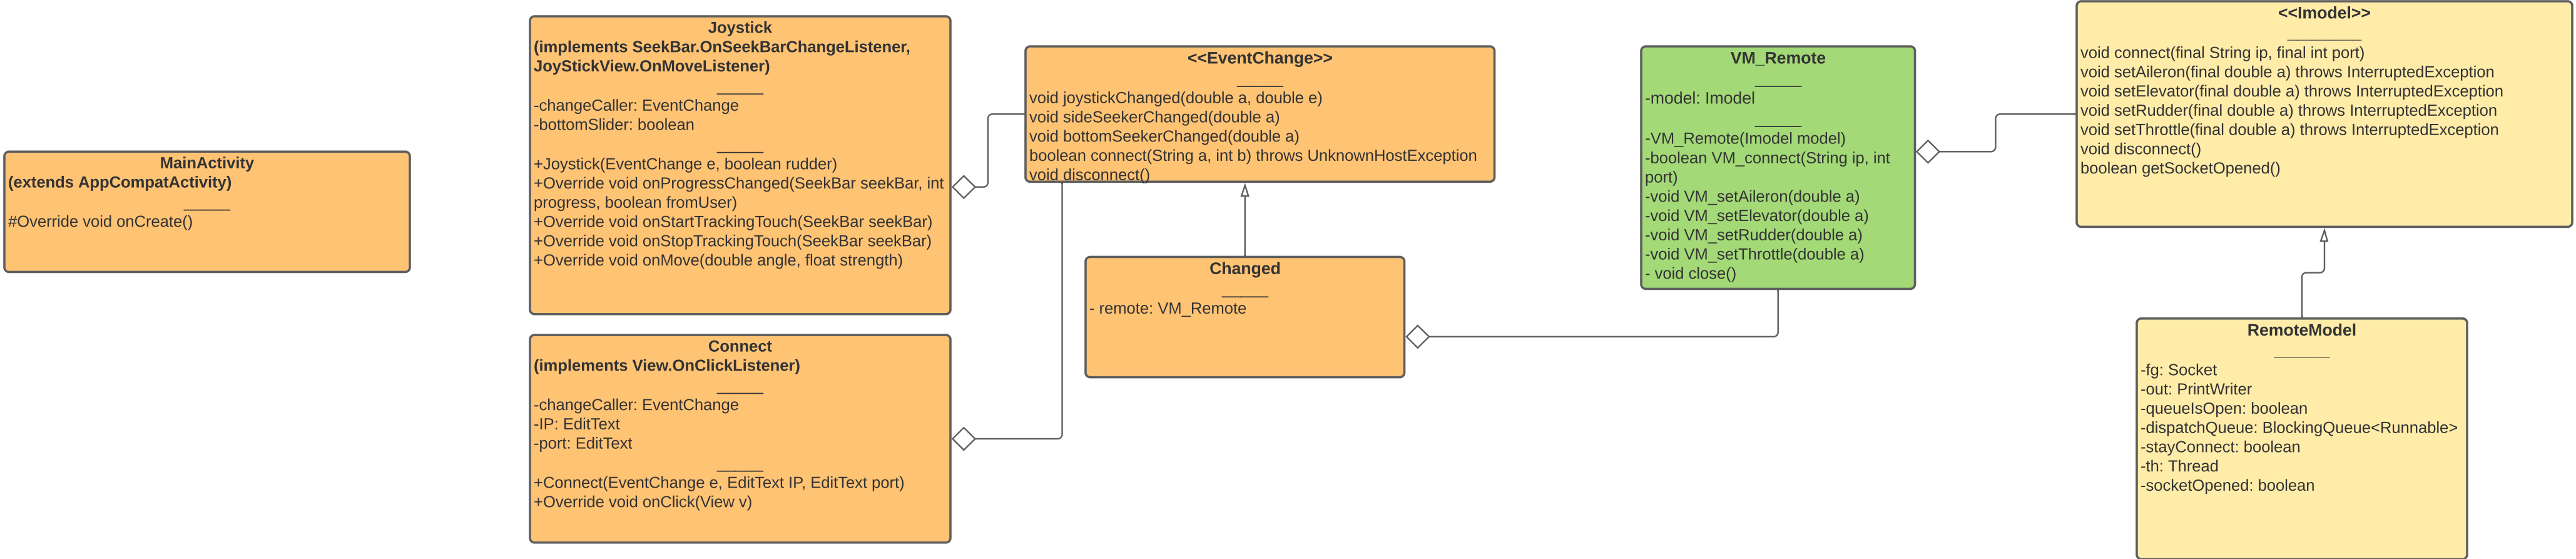 MainActivity
(extends AppCompatActivity)
#Override void onCreate()
Joystick
(implements SeekBar.OnSeekBarChangeListener,
JoyStickView.OnMoveListener)
-changeCaller: EventChange
-bottomSlider: boolean
+Joystick(EventChange e, boolean rudder)
+Override void onProgressChanged(SeekBar seekBar, int
progress, boolean fromUser)
+Override void onStartTrackingTouch(SeekBar seekBar)
+Override void onStopTrackingTouch(SeekBar seekBar)
+Override void onMove(double angle, float strength)
Connect
(implements View.OnClickListener)
-changeCaller: EventChange
-IP: EditText
-port: EditText
+Connect(EventChange e, EditText IP, EditText port)
+Override void onClick(View v)
<<EventChange>>
void joystickChanged(double a, double e)
void sideSeekerChanged(double a)
void bottomSeekerChanged(double a)
boolean connect(String a, int b) throws UnknownHostException
void disconnect()
Changed
- remote: VM_Remote
VM_Remote
-model: Imodel
-VM_Remote(Imodel model)
-boolean VM_connect(String ip, int
port)
-void VM_setAileron(double a)
-void VM_setElevator(double a)
-void VM_setRudder(double a)
-void VM_setThrottle(double a)
- void close()
<<Imodel>>
void connect(final String ip, final int port)
void setAileron(final double a) throws InterruptedException
void setElevator(final double a) throws InterruptedException
void setRudder(final double a) throws InterruptedException
void setThrottle(final double a) throws InterruptedException
void disconnect()
boolean getSocketOpened()
RemoteModel
-fg: Socket
-out: PrintWriter
-queueIsOpen: boolean
-dispatchQueue: BlockingQueue<Runnable>
-stayConnect: boolean
-th: Thread
-socketOpened: boolean